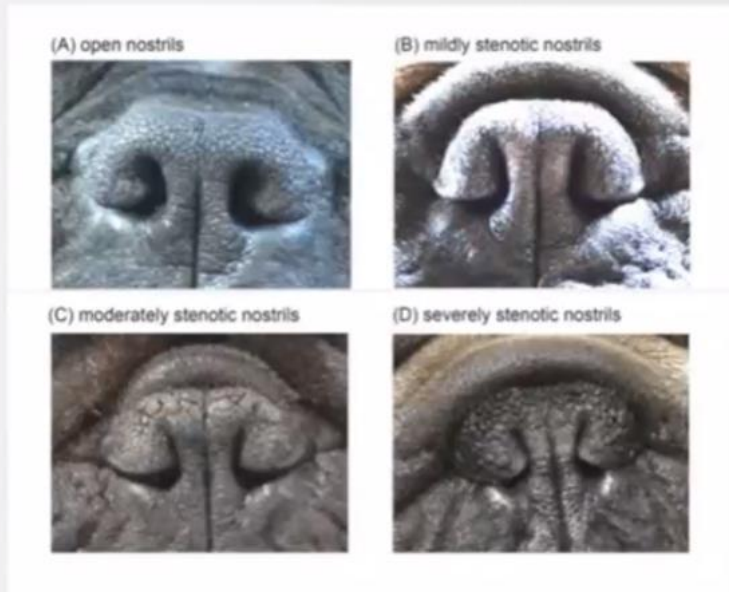 (A) open nostrils
(B) mildly stenotic nostrils
(C) moderately stenotic nostrils
(D) severely stenotic nostrils